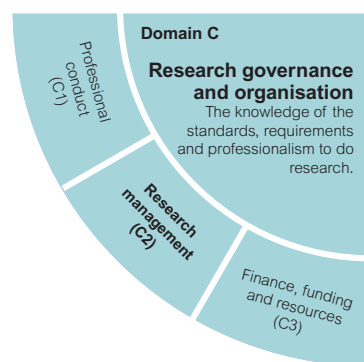 Domain C
Research governance
and organisation
The knowledge of the
standards, requirements
and professionalism to do
research.
Professional
conduct
(C1)
Research
management
(C2)
Finance, funding
and resources
(C3)